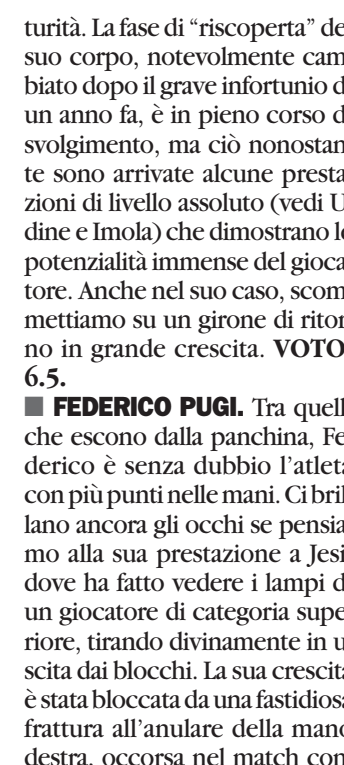 turità. La fase di “riscoperta” de
suo corpo, notevolmente cam
biato dopo il grave infortunio d
un anno fa, è in pieno corso d
svolgimento, ma ciò nonostan
te sono arrivate alcune presta
zioni di livello assoluto (vedi U
dine e Imola) che dimostrano le
potenzialità immense del gioca
tore. Anche nel suo caso, scom
mettiamo su un girone di ritor
no in grande crescita. VOTO
6.5.
■ FEDERICO PUGI. Tra quell
che escono dalla panchina, Fe
derico è senza dubbio l’atleta
con più punti nelle mani. Ci bril
lano ancora gli occhi se pensia
mo alla sua prestazione a Jesi
dove ha fatto vedere i lampi d
un giocatore di categoria supe
riore, tirando divinamente in u
scita dai blocchi. La sua crescita
è stata bloccata da una fastidiosa
frattura all’anulare della mano
destra, occorsa nel match con